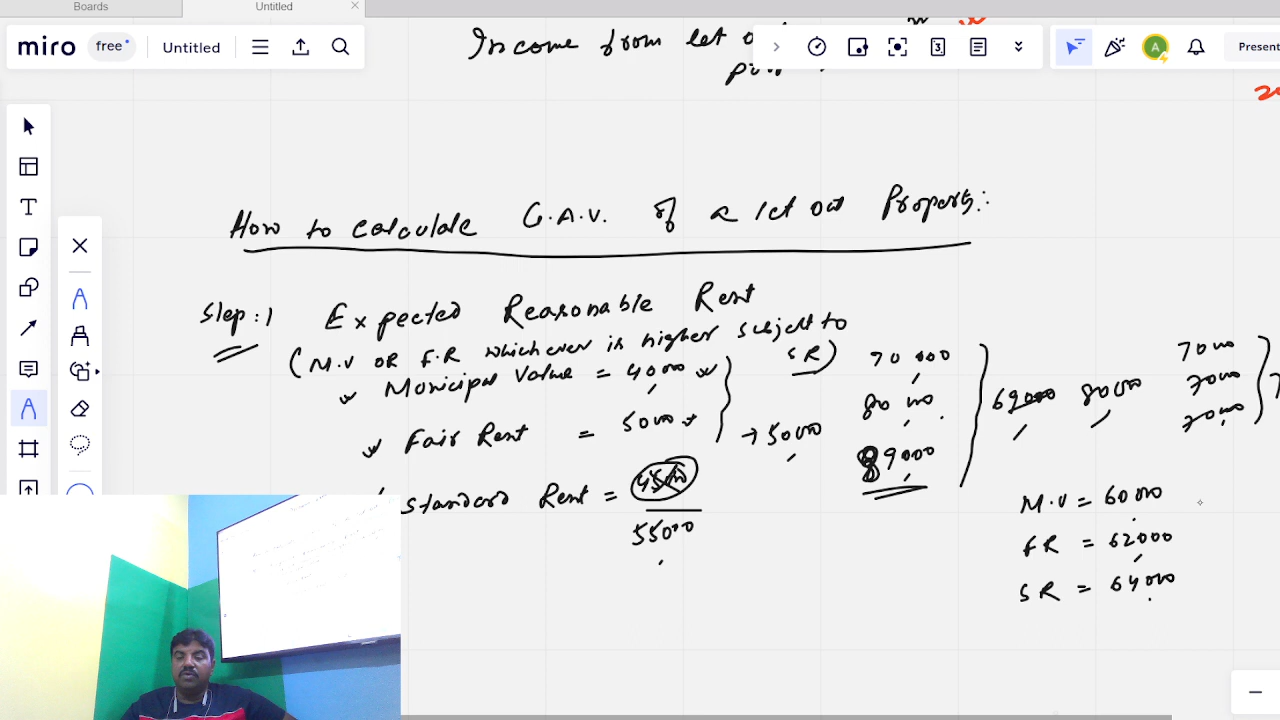 Boards Untitled
miro free Untitled
3 A Present
Income from let
How to calculate G.A.V. of a let out Property:
Step:1 Expected Reasonable Rent
(M.V OR F.R whichever is higher subject to SR)
Municipal Value = 40000
Fair Rent = 50000 → 50000
Standard Rent = 45000
55000
70000
80000
89000
69000 80000
70000
70000
70000
M.V = 60000
FR = 62000
SR = 64000